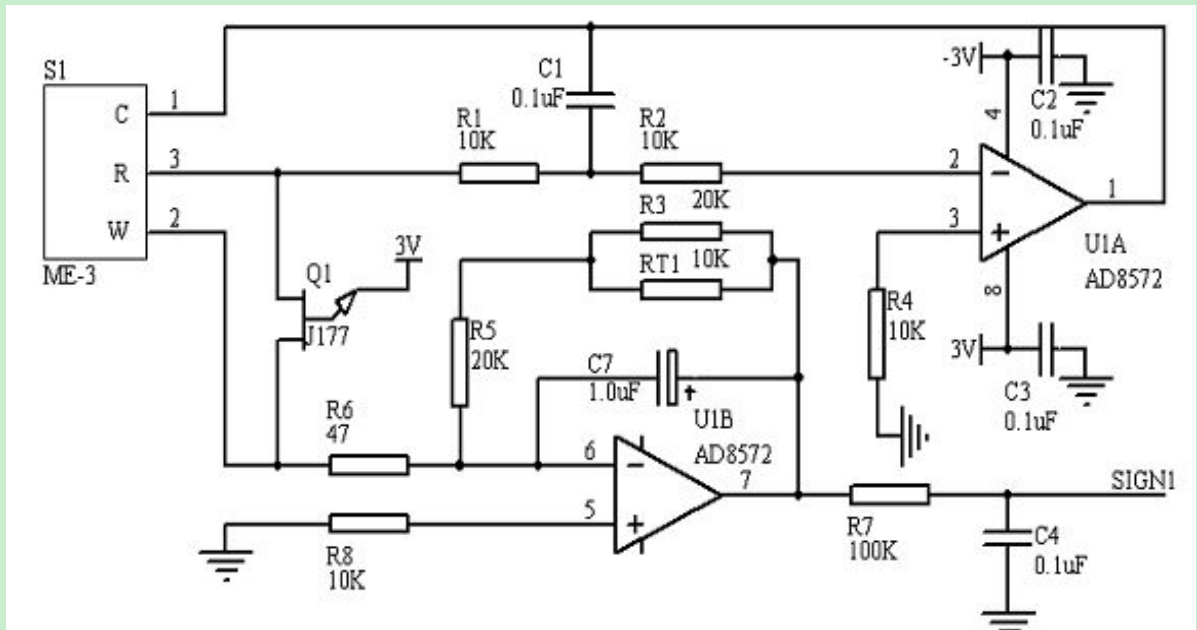 S1
C
R
W
ME-3
1
3
2
C1
0.1uF
R1
10K
R2
10K
20K
R3
RT1
10K
Q1
J177
3V
R5
20K
C7
1.0uF
+
R6
47
R8
10K
6
5
−
+
U1B
AD8572
7
R7
100K
C4
0.1uF
SIGN1
-3V
4
C2
0.1uF
2
3
−
+
1
U1A
AD8572
R4
10K
8
3V
C3
0.1uF